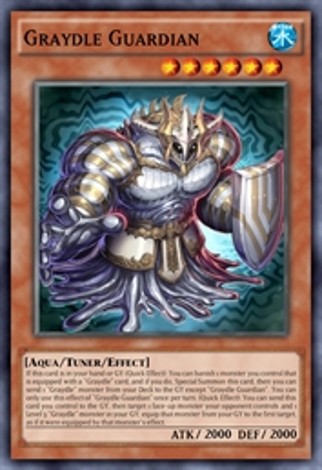 GRAYDLE GUARDIAN
水
[AQUA/TUNER/EFFECT]
If this card is in your hand or GY (Quick Effect): You can banish 1 monster you control that
is equipped with a "Graydle" card, and if you do, Special Summon this card, then you can
send 1 "Graydle" monster from your Deck to the GY except "Graydle Guardian". You can
only use this effect of "Graydle Guardian" once per turn. (Quick Effect): You can send this
card you control to the GY, then target 1 face-up monster your opponent controls and 1
Level 3 "Graydle" monster in your GY; equip that monster from your GY to the first target,
as if it were equipped by that monster's effect.
ATK / 2000 DEF / 2000